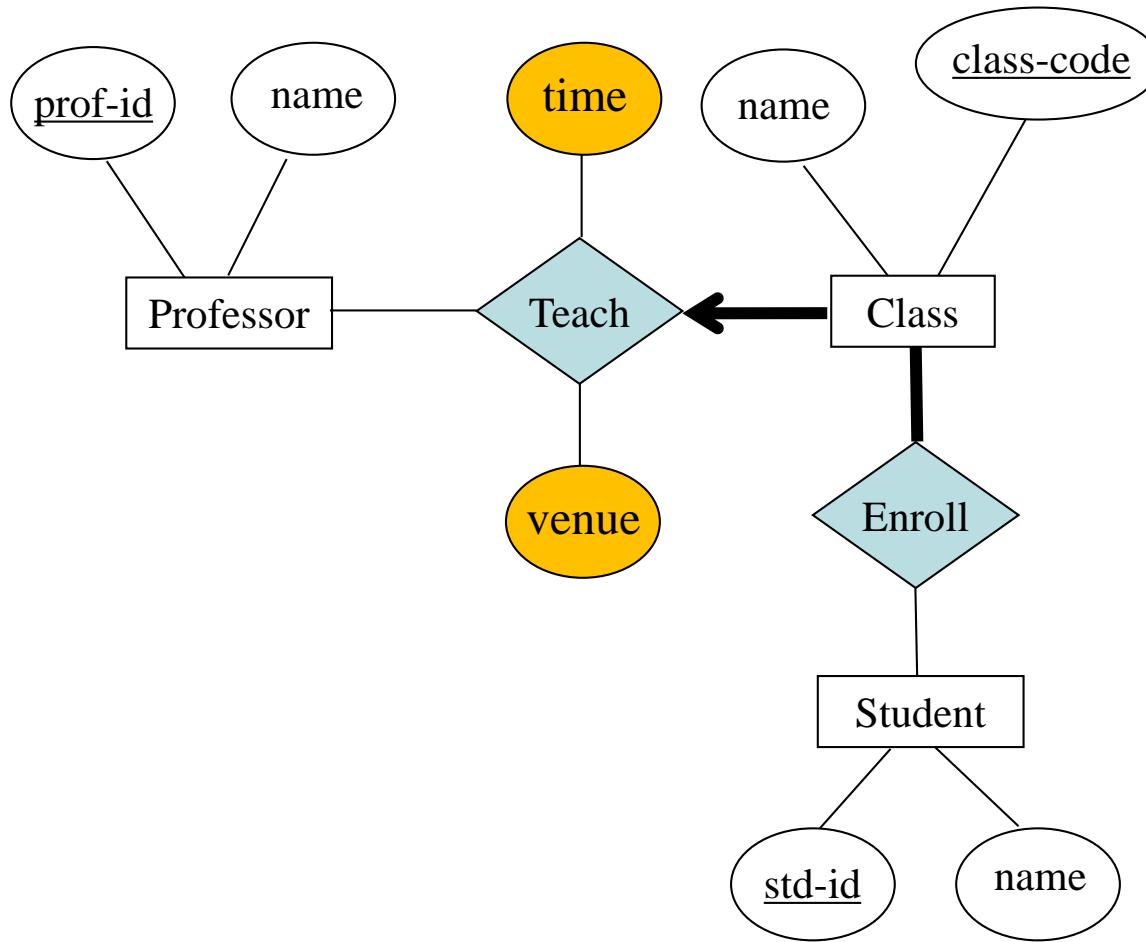 prof-id
name
time
name
class-code
Professor
Teach
Class
venue
Enroll
Student
std-id
name